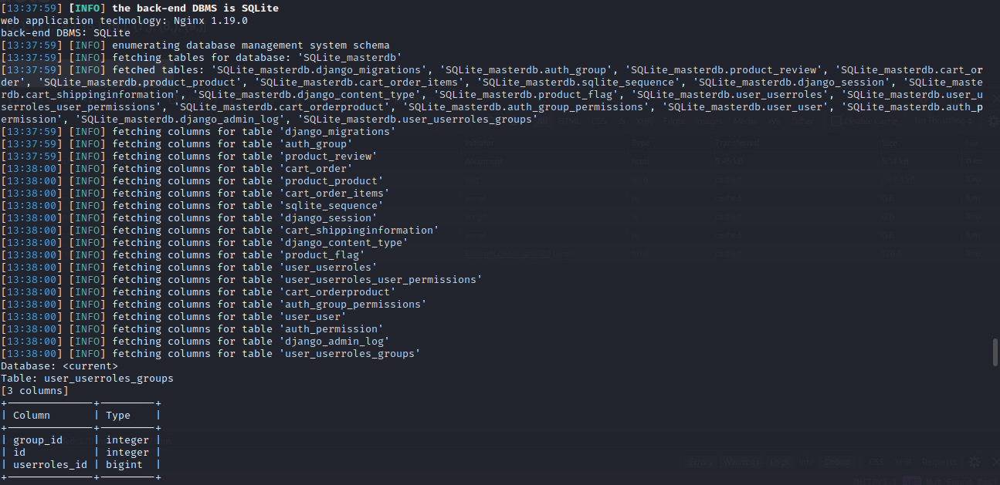 [13:37:59] [INFO] the back-end DBMS is SQLite
web application technology: Nginx 1.19.0
back-end DBMS: SQLite
[13:37:59] [INFO] enumerating database management system schema
[13:37:59] [INFO] fetching tables for database: 'SQLite_masterdb'
[13:37:59] [INFO] fetched tables: 'SQLite_masterdb.django_migrations', 'SQLite_masterdb.auth_group', 'SQLite_masterdb.product_review', 'SQLite_masterdb.cart_or
der', 'SQLite_masterdb.product_product', 'SQLite_masterdb.cart_order_items', 'SQLite_masterdb.sqlite_sequence', 'SQLite_masterdb.django_session', 'SQLite_maste
rdb.cart_shippinginformation', 'SQLite_masterdb.django_content_type', 'SQLite_masterdb.product_flag', 'SQLite_masterdb.user_userroles', 'SQLite_masterdb.user_u
serroles_user_permissions', 'SQLite_masterdb.cart_orderproduct', 'SQLite_masterdb.auth_group_permissions', 'SQLite_masterdb.user_user', 'SQLite_masterdb.auth_p
ermission', 'SQLite_masterdb.django_admin_log', 'SQLite_masterdb.user_userroles_groups'
[13:37:59] [INFO] fetching columns for table 'django_migrations'
[13:37:59] [INFO] fetching columns for table 'auth_group'
[13:37:59] [INFO] fetching columns for table 'product_review'
[13:38:00] [INFO] fetching columns for table 'cart_order'
[13:38:00] [INFO] fetching columns for table 'product_product'
[13:38:00] [INFO] fetching columns for table 'cart_order_items'
[13:38:00] [INFO] fetching columns for table 'sqlite_sequence'
[13:38:00] [INFO] fetching columns for table 'django_session'
[13:38:00] [INFO] fetching columns for table 'cart_shippinginformation'
[13:38:00] [INFO] fetching columns for table 'django_content_type'
[13:38:00] [INFO] fetching columns for table 'product_flag'
[13:38:00] [INFO] fetching columns for table 'user_userroles'
[13:38:00] [INFO] fetching columns for table 'user_userroles_user_permissions'
[13:38:00] [INFO] fetching columns for table 'cart_orderproduct'
[13:38:00] [INFO] fetching columns for table 'auth_group_permissions'
[13:38:00] [INFO] fetching columns for table 'user_user'
[13:38:00] [INFO] fetching columns for table 'auth_permission'
[13:38:00] [INFO] fetching columns for table 'django_admin_log'
[13:38:00] [INFO] fetching columns for table 'user_userroles_groups'
Database: <current>
Table: user_userroles_groups
[3 columns]
| Column | Type |
| group_id | integer |
| id | integer |
| userroles_id | bigint |